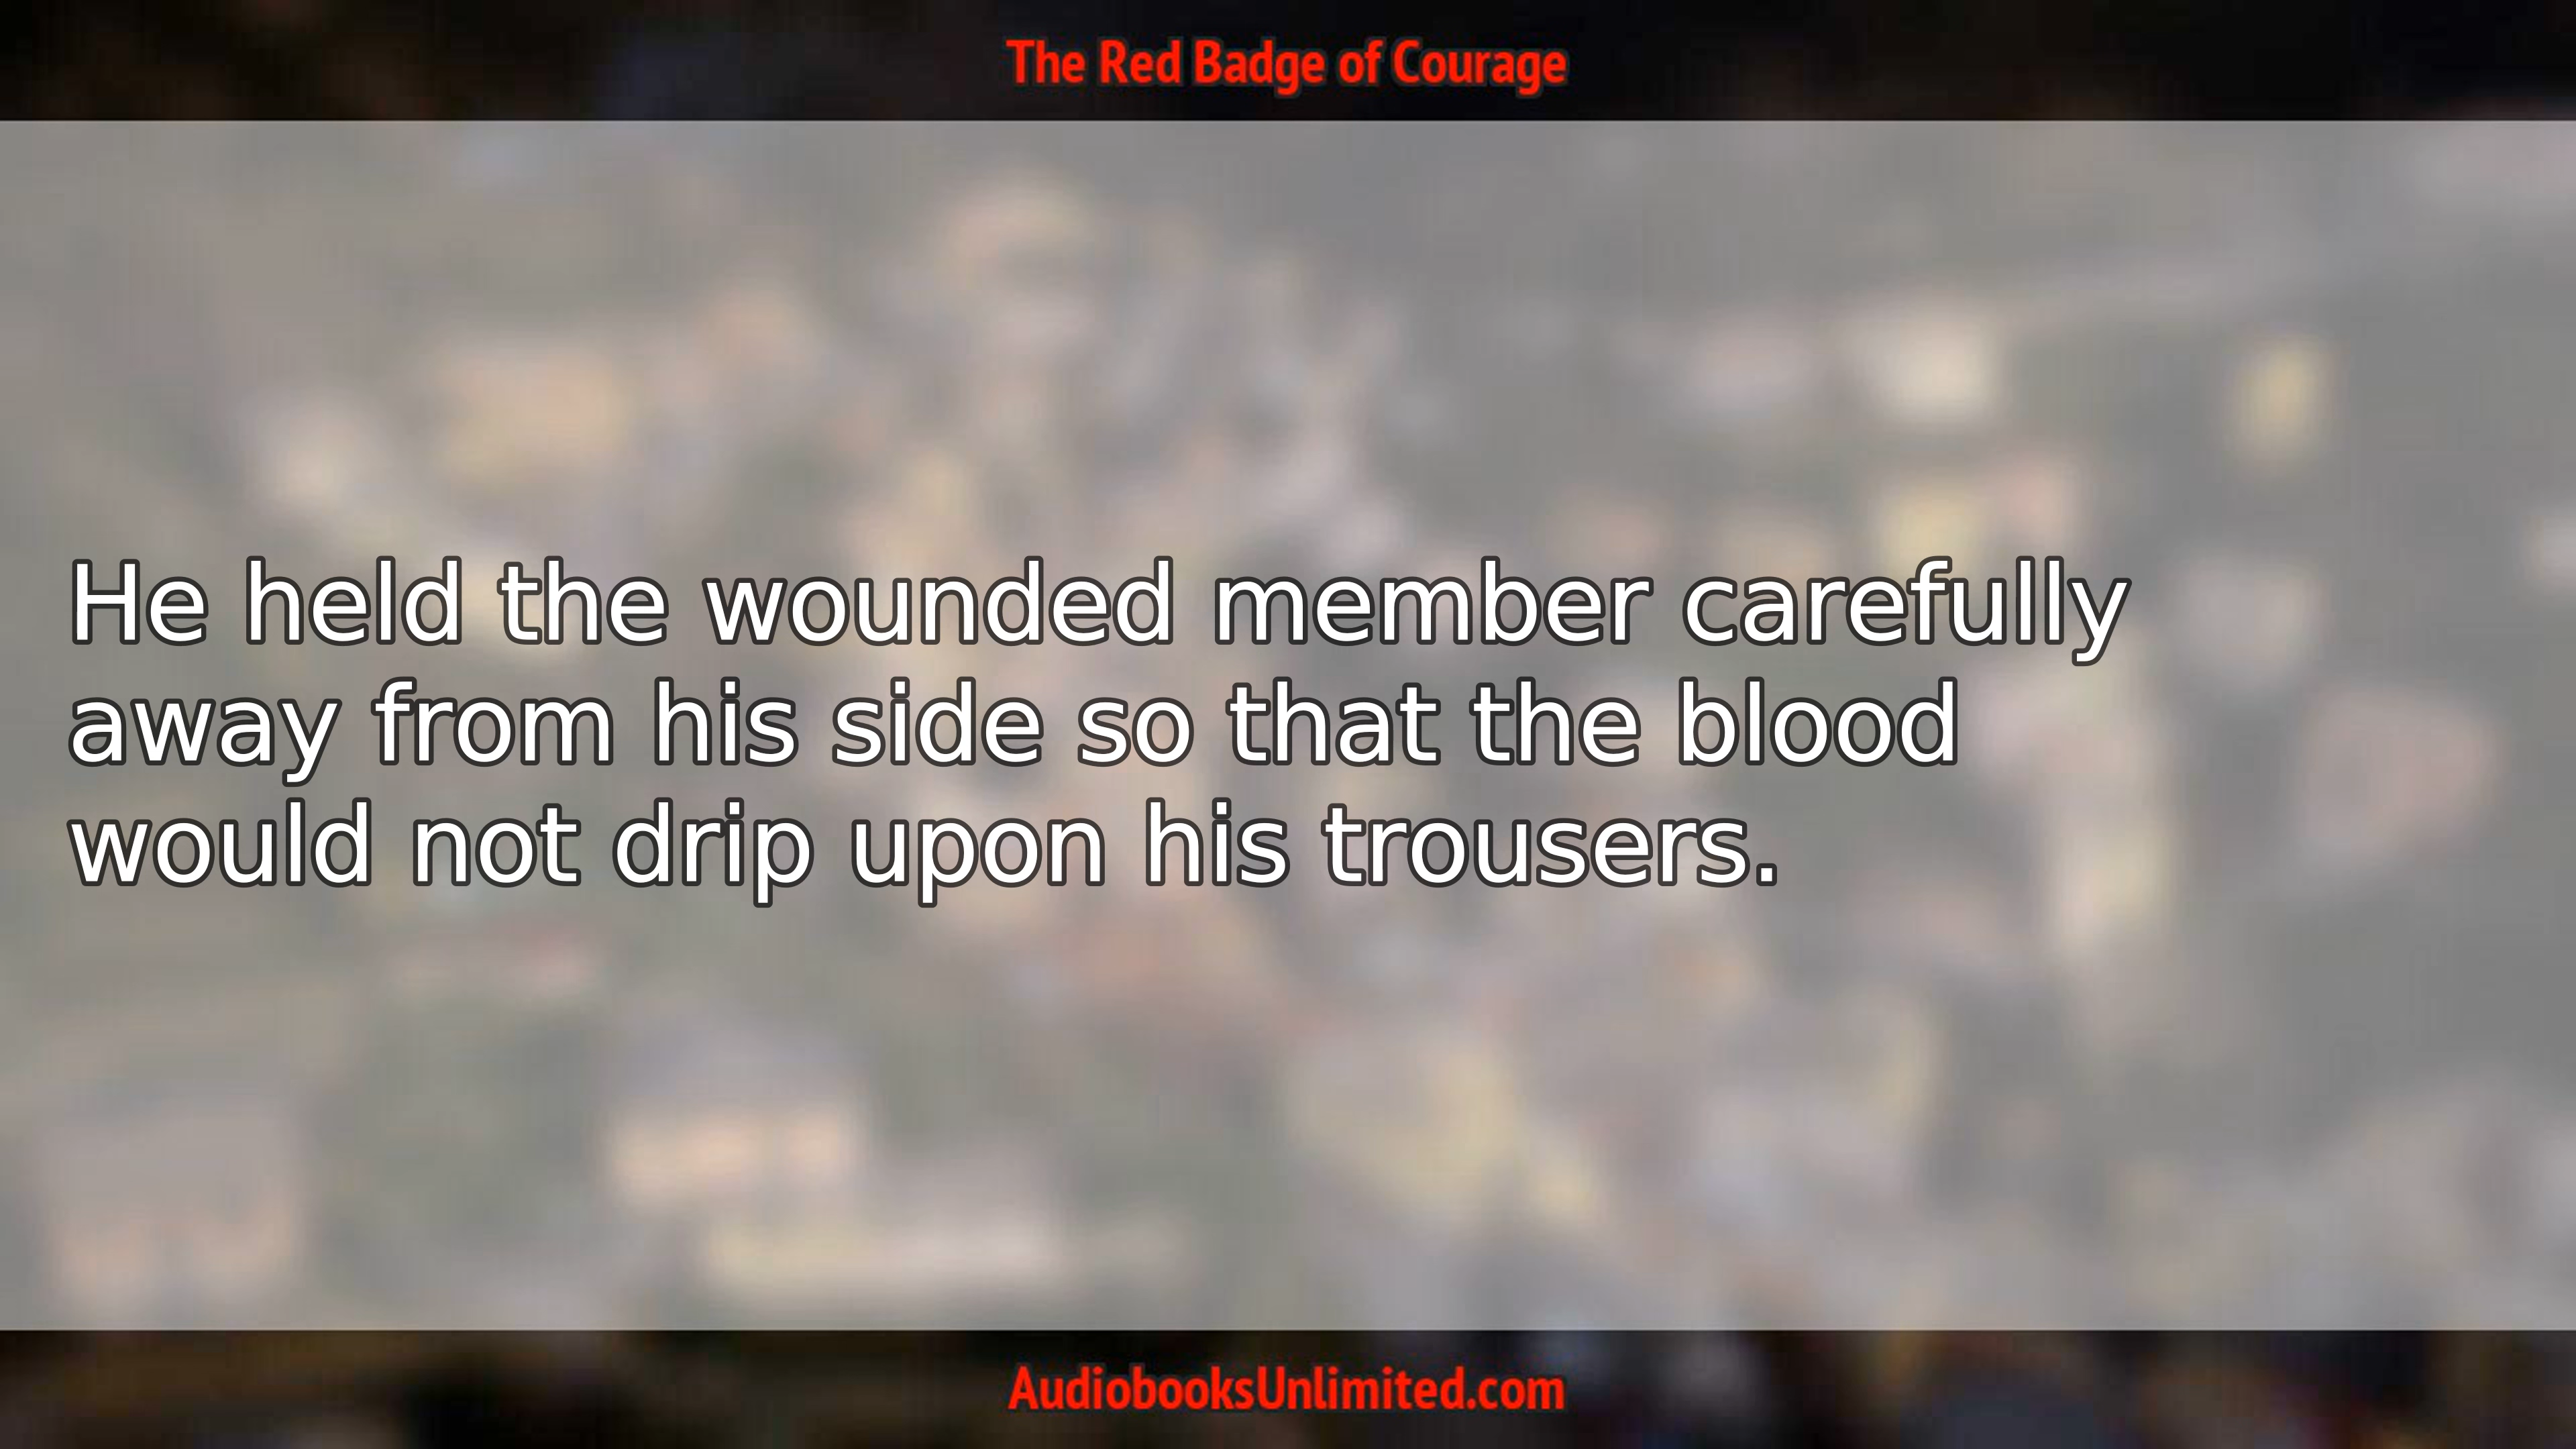 The Red Badge of Courage
He held the wounded member carefully
away from his side so that the blood
would not drip upon his trousers.
AudiobooksUnlimited.com